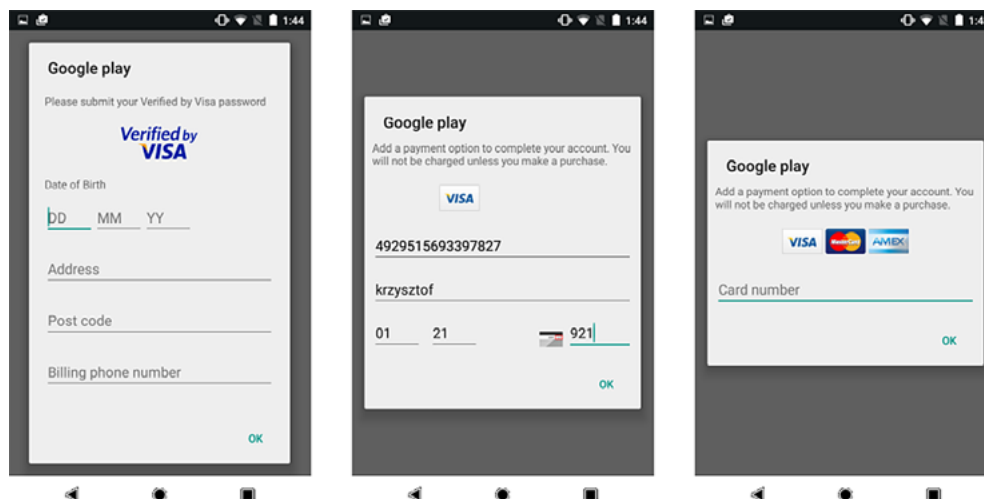 1:44
Google play
Please submit your Verified by Visa password
Verified by
VISA
Date of Birth
DD MM YY
Address
Post code
Billing phone number
OK
1:44
Google play
Add a payment option to complete your account. You
will not be charged unless you make a purchase.
VISA
4929515693397827
krzysztof
01 21 921
OK
1:4
Google play
Add a payment option to complete your account. You
will not be charged unless you make a purchase.
VISA MasterCard AMEX
Card number
OK